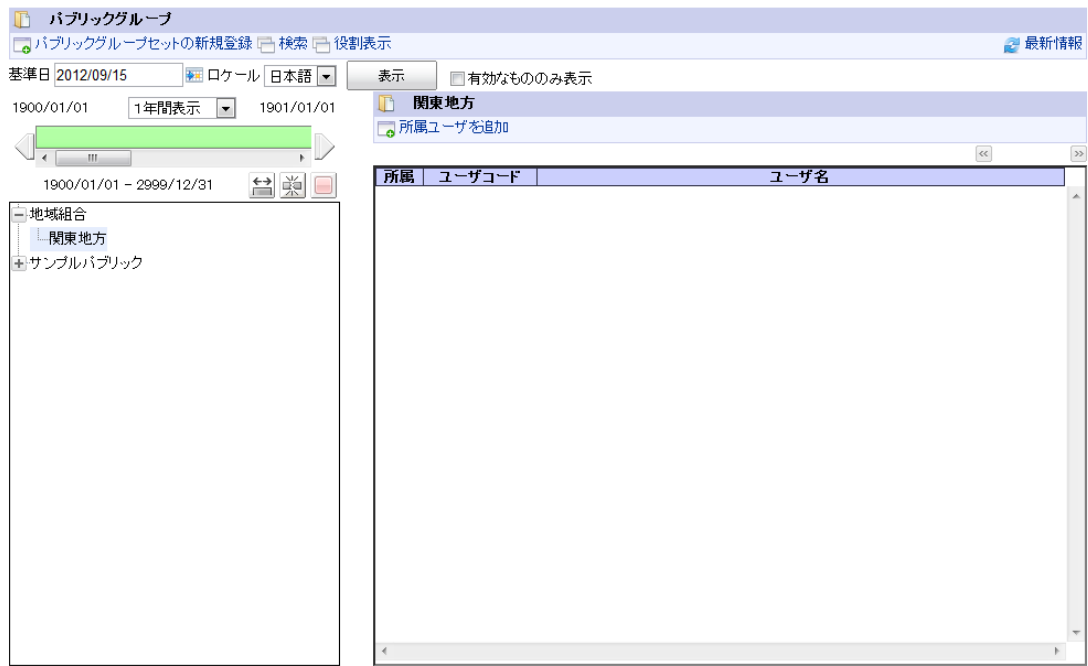 パブリックグループ
パブリックグループセットの新規登録 検索 役割表示 最新情報
基準日 2012/09/15 ロケール 日本語 表示 有効なもののみ表示
1900/01/01 1年間表示 1901/01/01
1900/01/01 - 2999/12/31
地域組合
関東地方
サンプルパブリック
関東地方
所属ユーザを追加
<< >>
所属 ユーザコード ユーザ名